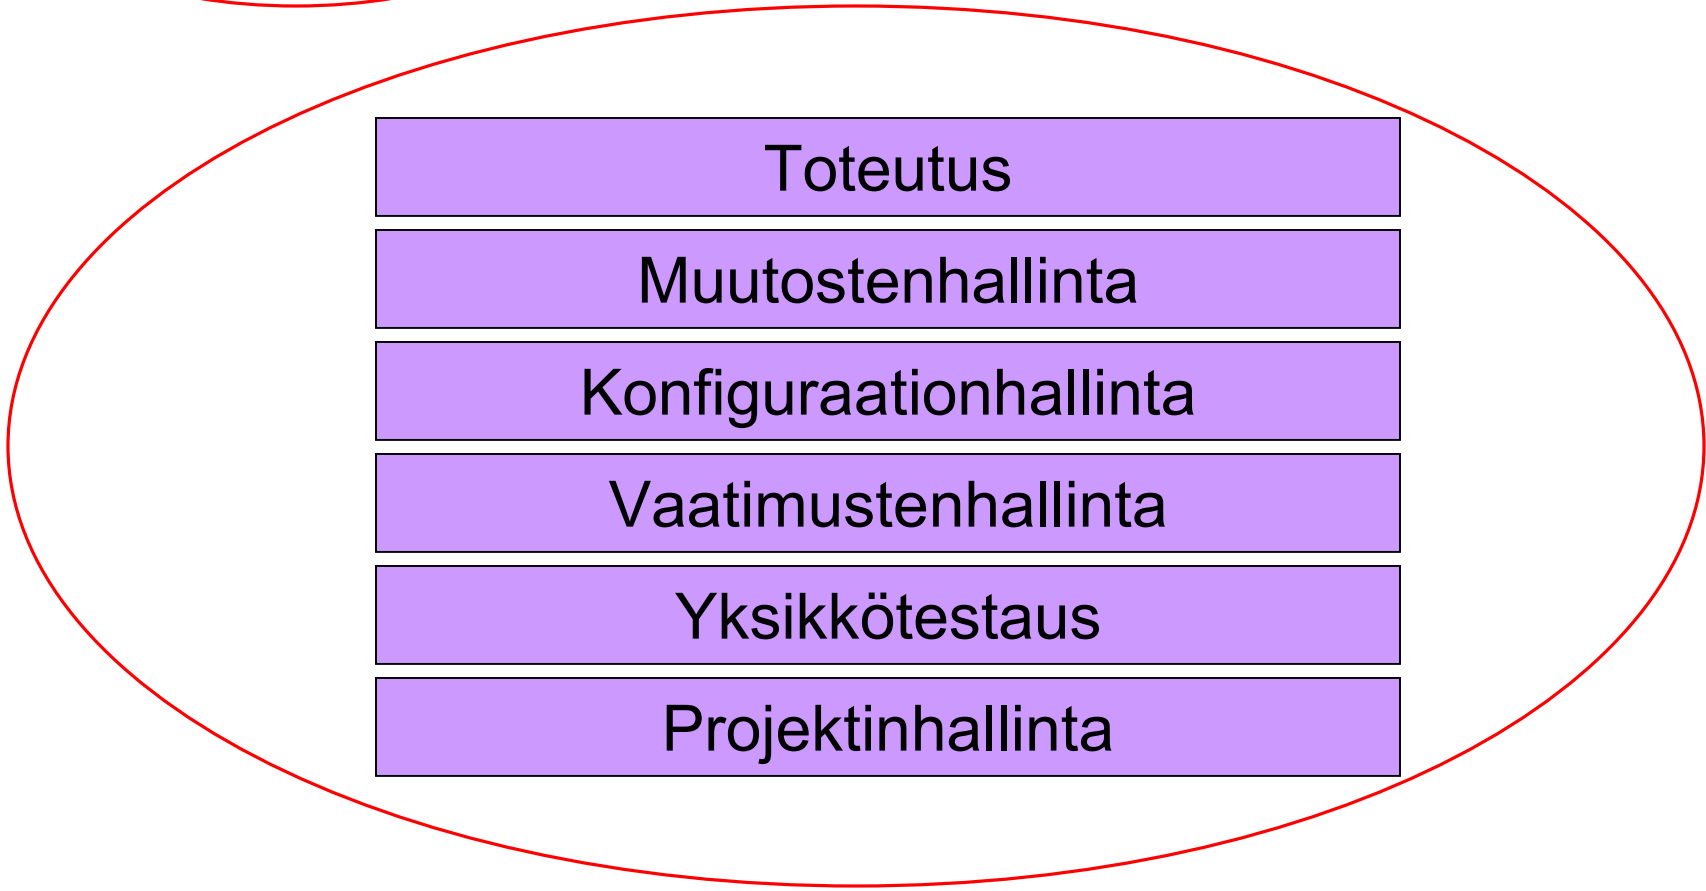 Toteutus
Muutostenhallinta
Konfiguraationhallinta
Vaatimustenhallinta
Yksikkötestaus
Projektinhallinta